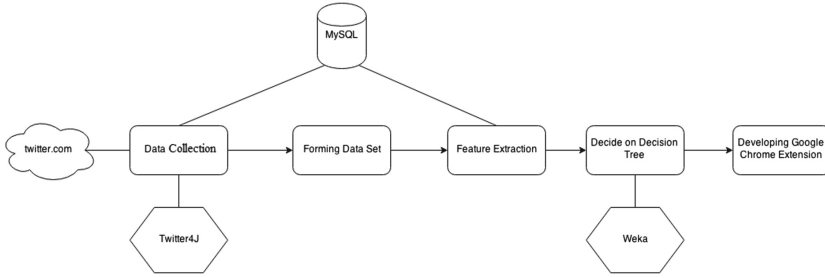 MySQL
twitter.com
Data Collection
Forming Data Set
Feature Extraction
Decide on Decision
Tree
Developing Google
Chrome Extension
Twitter4J
Weka